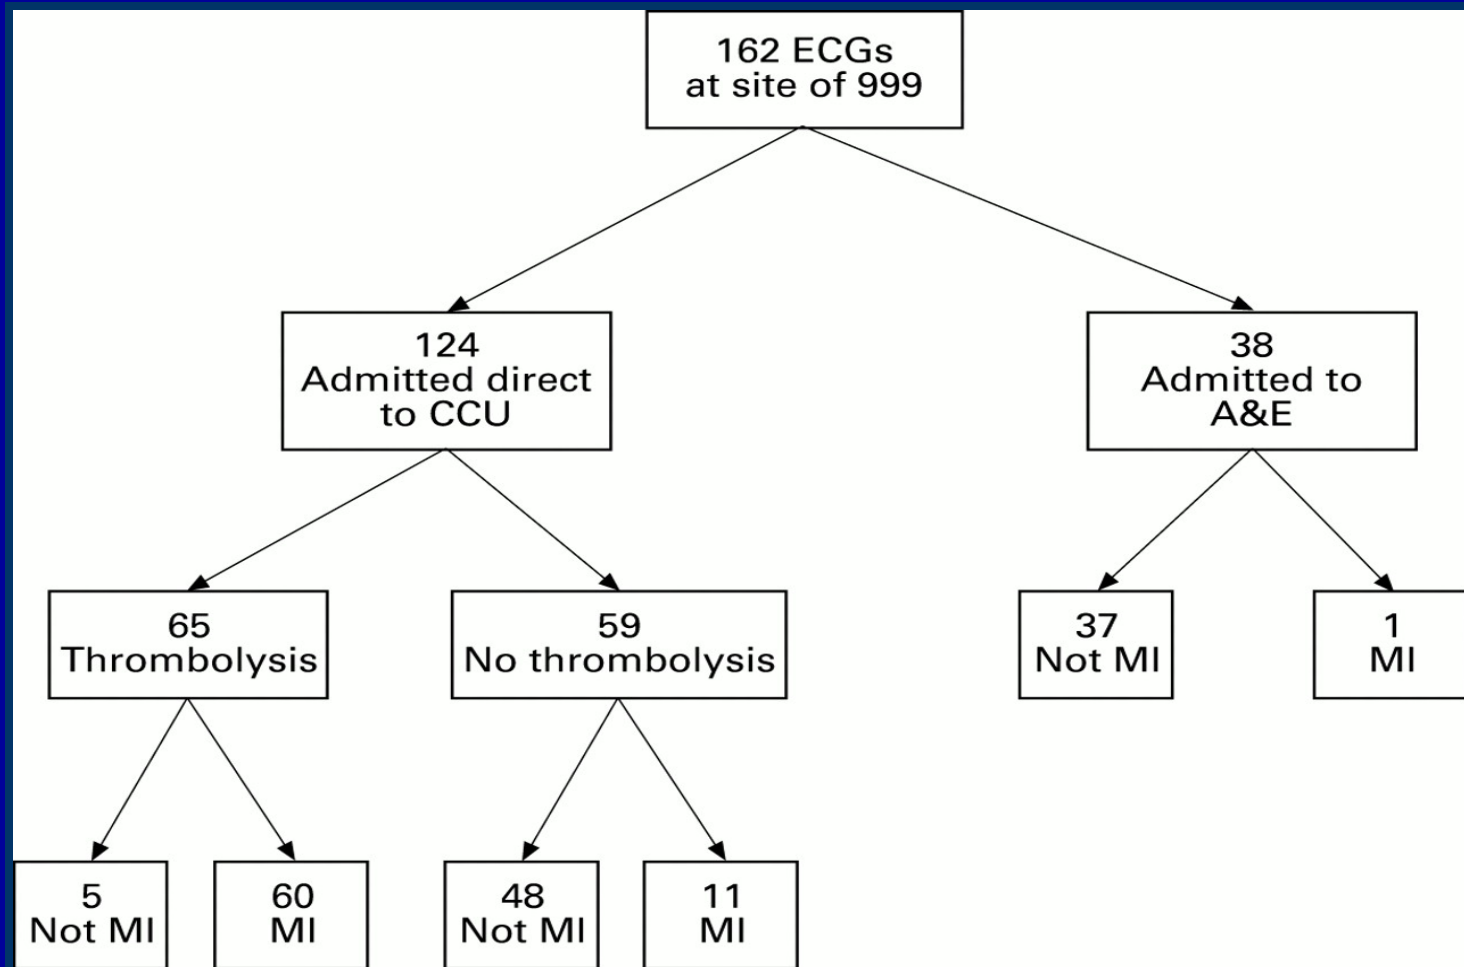 162 ECGs
at site of 999
124
Admitted direct
to CCU
38
Admitted to
A&E
65
Thrombolysis
59
No thrombolysis
37
Not MI
1
MI
5
Not MI
60
MI
48
Not MI
11
MI